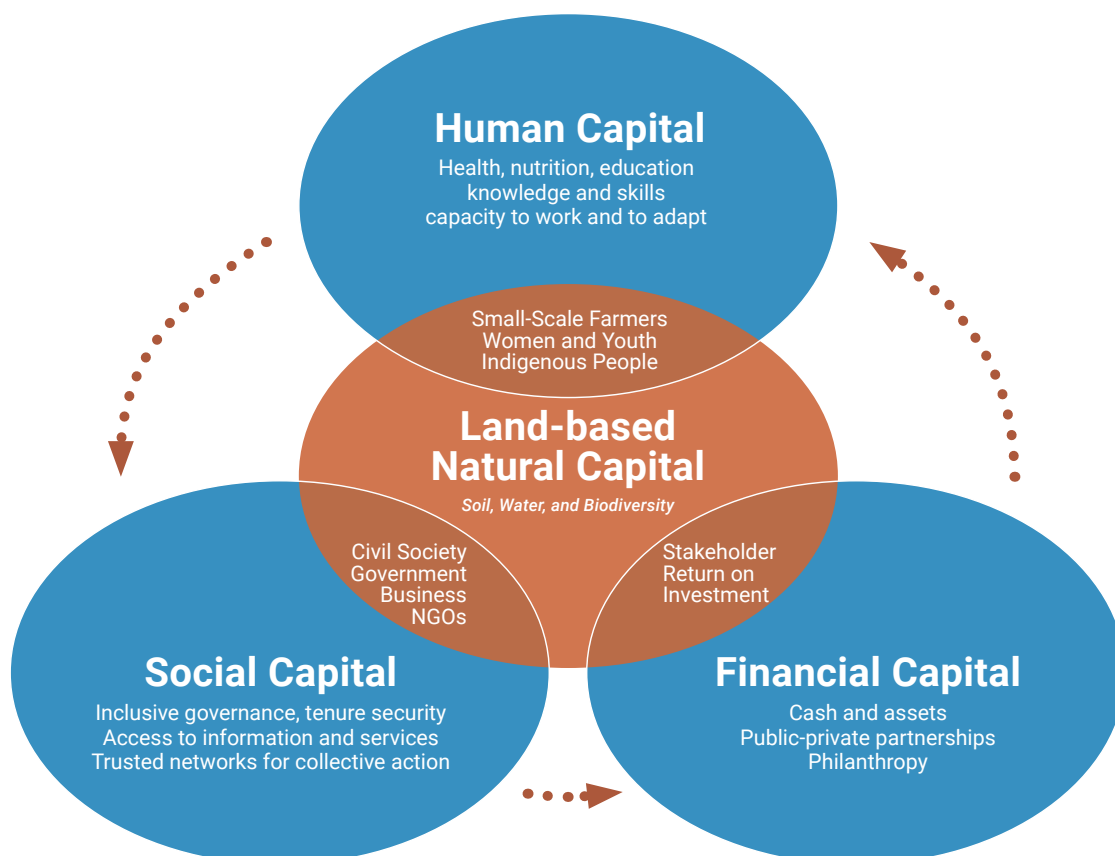 Human Capital
Health, nutrition, education
knowledge and skills
capacity to work and to adapt
Small-Scale Farmers
Women and Youth
Indigenous People
Land-based
Natural Capital
Soil, Water, and Biodiversity
Civil Society
Government
Business
NGOs
Stakeholder
Return on
Investment
Social Capital
Inclusive governance, tenure security
Access to information and services
Trusted networks for collective action
Financial Capital
Cash and assets
Public-private partnerships
Philanthropy